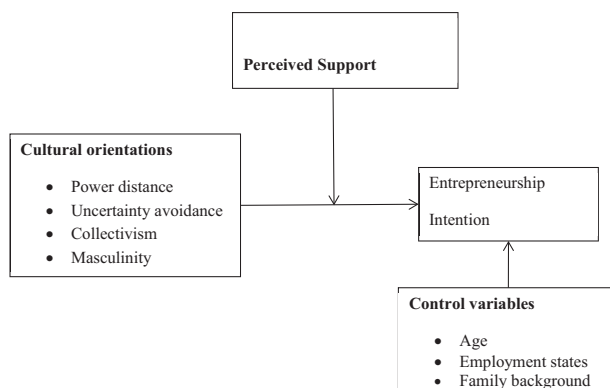 Perceived Support
Cultural orientations
• Power distance
• Uncertainty avoidance
• Collectivism
• Masculinity
Entrepreneurship
Intention
Control variables
• Age
• Employment states
• Family background